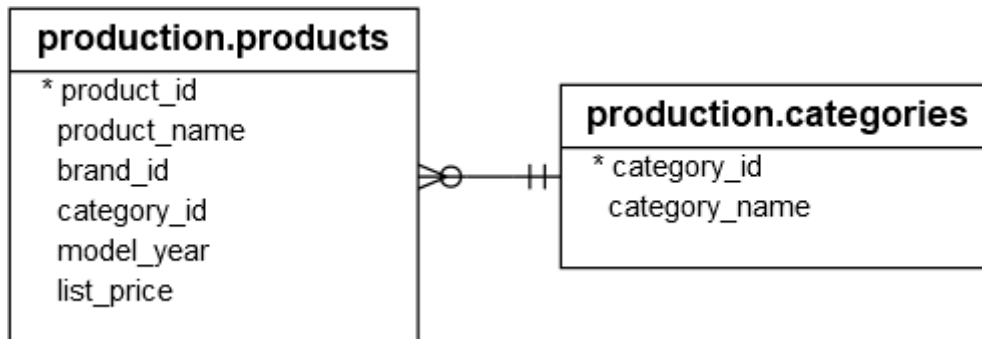 production.products
* product_id
product_name
brand_id
category_id
model_year
list_price
production.categories
* category_id
category_name